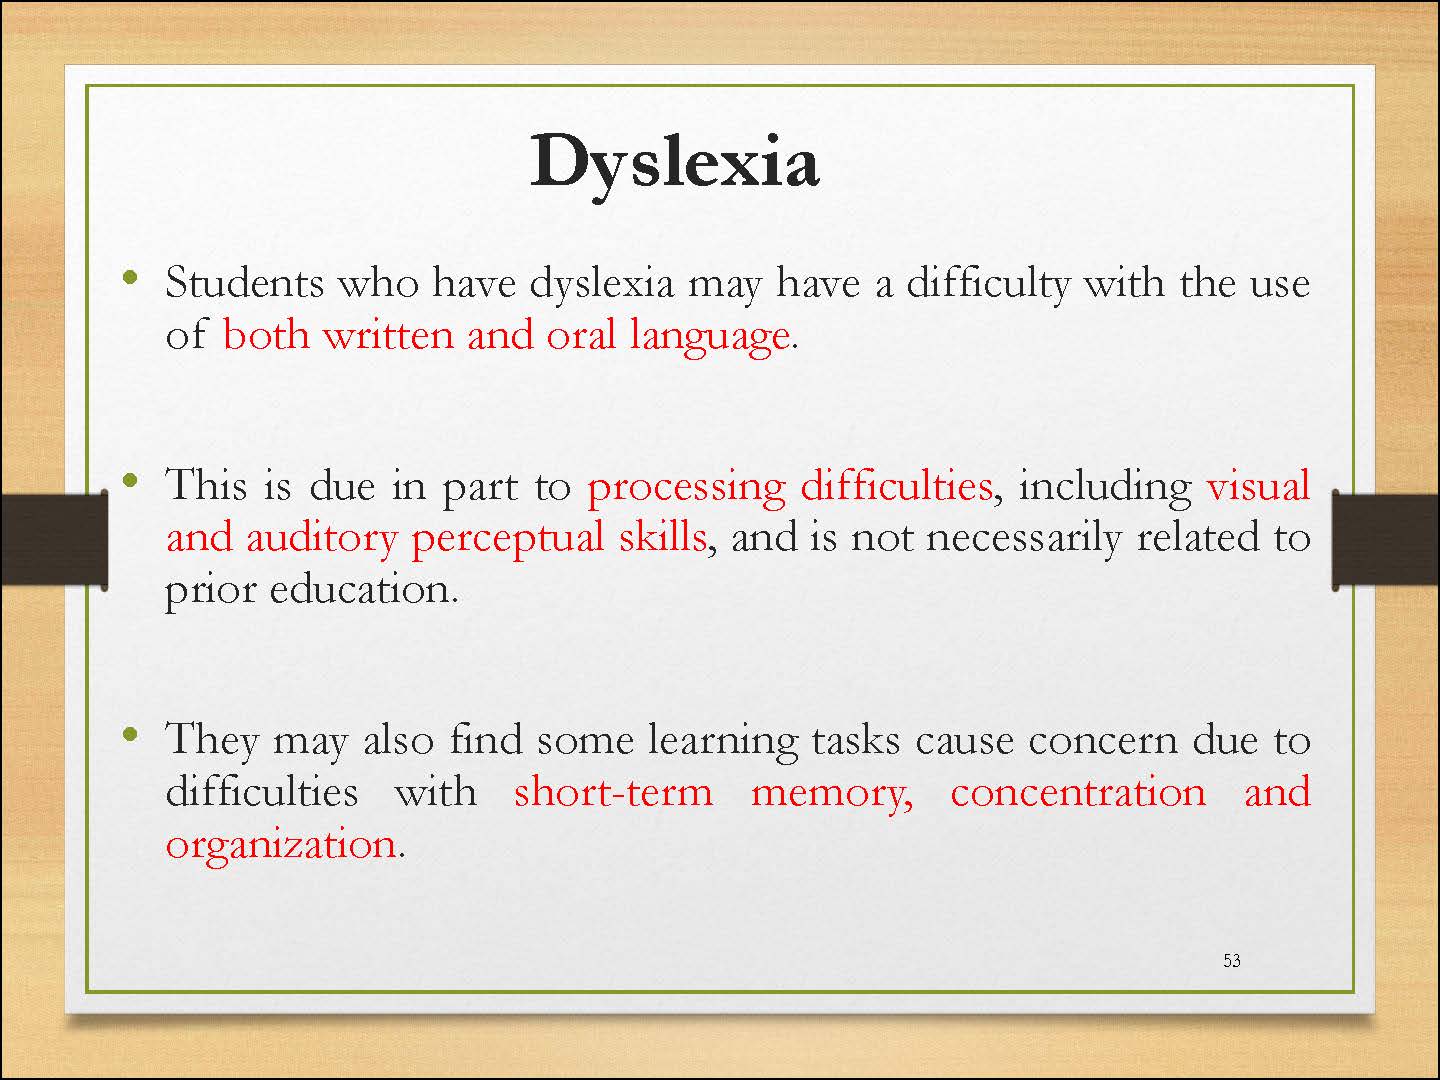 Dyslexia
• Students who have dyslexia may have a difficulty with the use
of both written and oral language.
• This is due in part to processing difficulties, including visual
and auditory perceptual skills, and is not necessarily related to
prior education.
• They may also find some learning tasks cause concern due to
difficulties with short-term memory, concentration and
organization.
53